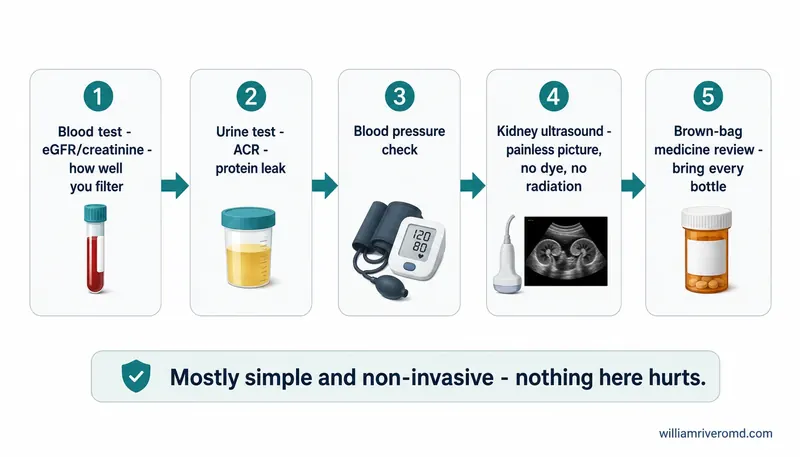 1
Blood test -
eGFR/creatinine -
how well
you filter
2
Urine test -
ACR -
protein leak
3
Blood pressure
check
120
80
4
Kidney ultrasound -
painless picture,
no dye, no
radiation
5
Brown-bag
medicine review -
bring every
bottle
Mostly simple and non-invasive - nothing here hurts.
williamriveromd.com